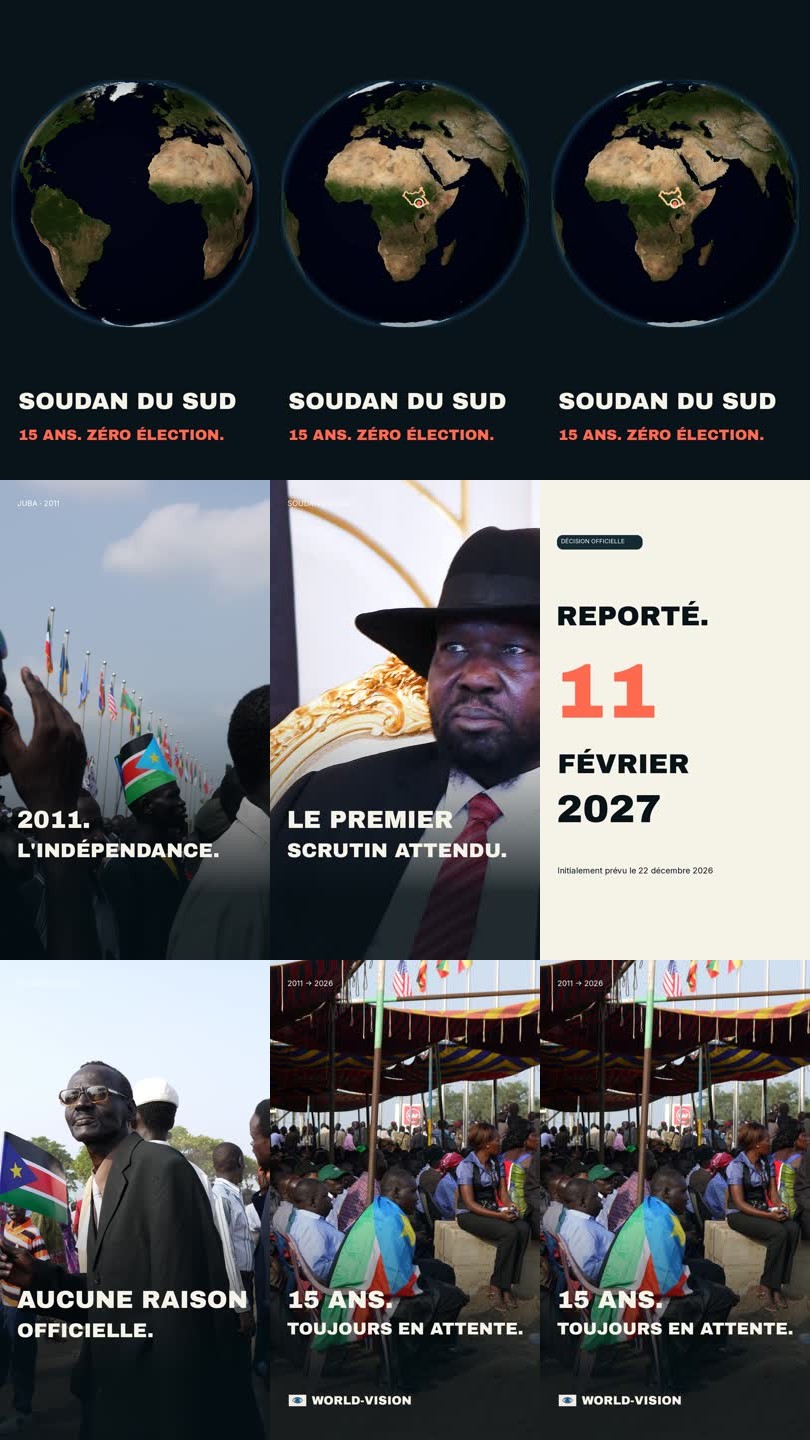 SOUDAN DU SUD
15 ANS. ZÉRO ÉLECTION.
SOUDAN DU SUD
15 ANS. ZÉRO ÉLECTION.
SOUDAN DU SUD
15 ANS. ZÉRO ÉLECTION.
JUBA · 2011
2011.
L'INDÉPENDANCE.
LE PREMIER
SCRUTIN ATTENDU.
DÉCISION OFFICIELLE
REPORTÉ.
11
FÉVRIER
2027
Initialement prévu le 22 décembre 2026
AUCUNE RAISON
OFFICIELLE.
2011 → 2026
15 ANS.
TOUJOURS EN ATTENTE.
WORLD-VISION
2011 → 2026
15 ANS.
TOUJOURS EN ATTENTE.
WORLD-VISION